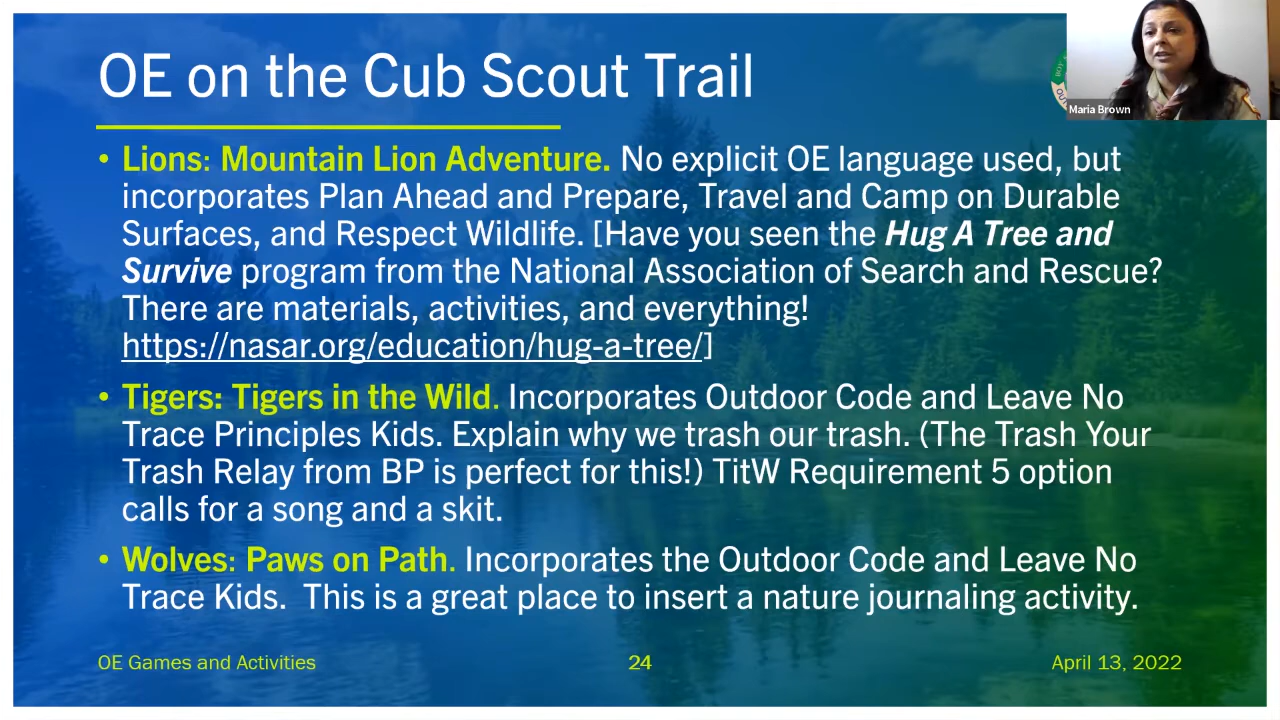 OE on the Cub Scout Trail
Maria Brown
• Lions: Mountain Lion Adventure. No explicit OE language used, but
incorporates Plan Ahead and Prepare, Travel and Camp on Durable
Surfaces, and Respect Wildlife. [Have you seen the Hug A Tree and
Survive program from the National Association of Search and Rescue?
There are materials, activities, and everything!
https://nasar.org/education/hug-a-tree/]
• Tigers: Tigers in the Wild. Incorporates Outdoor Code and Leave No
Trace Principles Kids. Explain why we trash our trash. (The Trash Your
Trash Relay from BP is perfect for this!) TitW Requirement 5 option
calls for a song and a skit.
• Wolves: Paws on Path. Incorporates the Outdoor Code and Leave No
Trace Kids.  This is a great place to insert a nature journaling activity.
OE Games and Activities
24
April 13, 2022